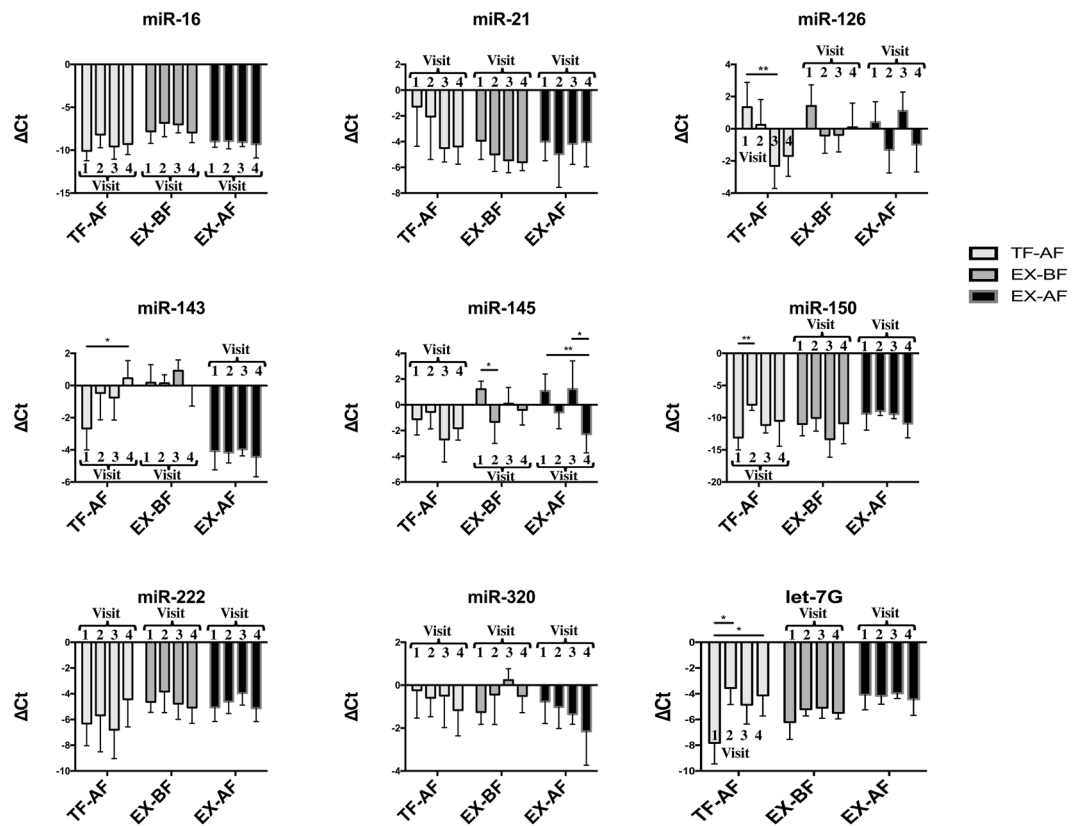 miR-16
0
-5
-10
-15
ΔCt
1 2 3 4
Visit
1 2 3 4
Visit
1 2 3 4
Visit
TF-AF
EX-BF
EX-AF
miR-21
2
0
-2
-4
-6
-8
ΔCt
Visit
1 2 3 4
Visit
1 2 3 4
Visit
1 2 3 4
TF-AF
EX-BF
EX-AF
miR-126
4
2
0
-2
-4
ΔCt
**
1 2 3 4
Visit
Visit
1 2 3 4
Visit
1 2 3 4
TF-AF
EX-BF
EX-AF
TF-AF
EX-BF
EX-AF
miR-143
2
0
-2
-4
-6
ΔCt
*
1 2 3 4
Visit
1 2 3 4
Visit
Visit
1 2 3 4
TF-AF
EX-BF
EX-AF
miR-145
4
2
0
-2
-4
-6
ΔCt
Visit
1 2 3 4
*
1 2 3 4
Visit
*
**
1 2 3 4
Visit
TF-AF
EX-BF
EX-AF
miR-150
0
-5
-10
-15
-20
ΔCt
**
1 2 3 4
Visit
Visit
1 2 3 4
Visit
1 2 3 4
TF-AF
EX-BF
EX-AF
miR-222
0
-2
-4
-6
-8
-10
ΔCt
Visit
1 2 3 4
Visit
1 2 3 4
Visit
1 2 3 4
TF-AF
EX-BF
EX-AF
miR-320
2
0
-2
-4
ΔCt
Visit
1 2 3 4
Visit
1 2 3 4
Visit
1 2 3 4
TF-AF
EX-BF
EX-AF
let-7G
0
-2
-4
-6
-8
-10
ΔCt
*
*
1 2 3 4
Visit
Visit
1 2 3 4
Visit
1 2 3 4
TF-AF
EX-BF
EX-AF